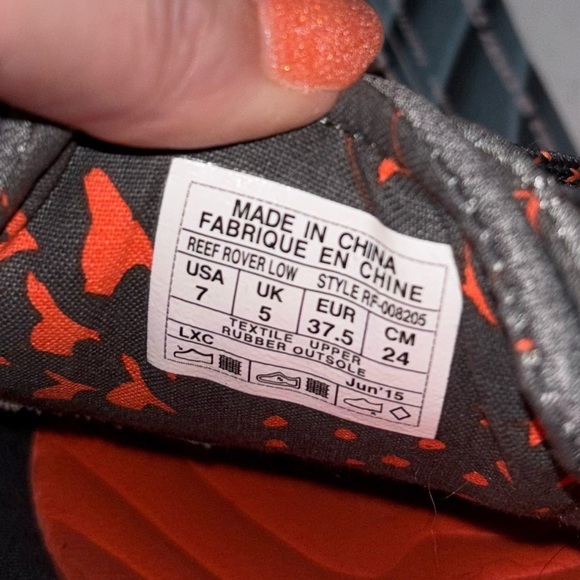 MADE IN CHINA
FABRIQUE EN CHINE
REEF ROVER LOW STYLE RF-008205
USA UK EUR CM
7 5 37.5 24
TEXTILE UPPER
RUBBER OUTSOLE
LXC Jun'15